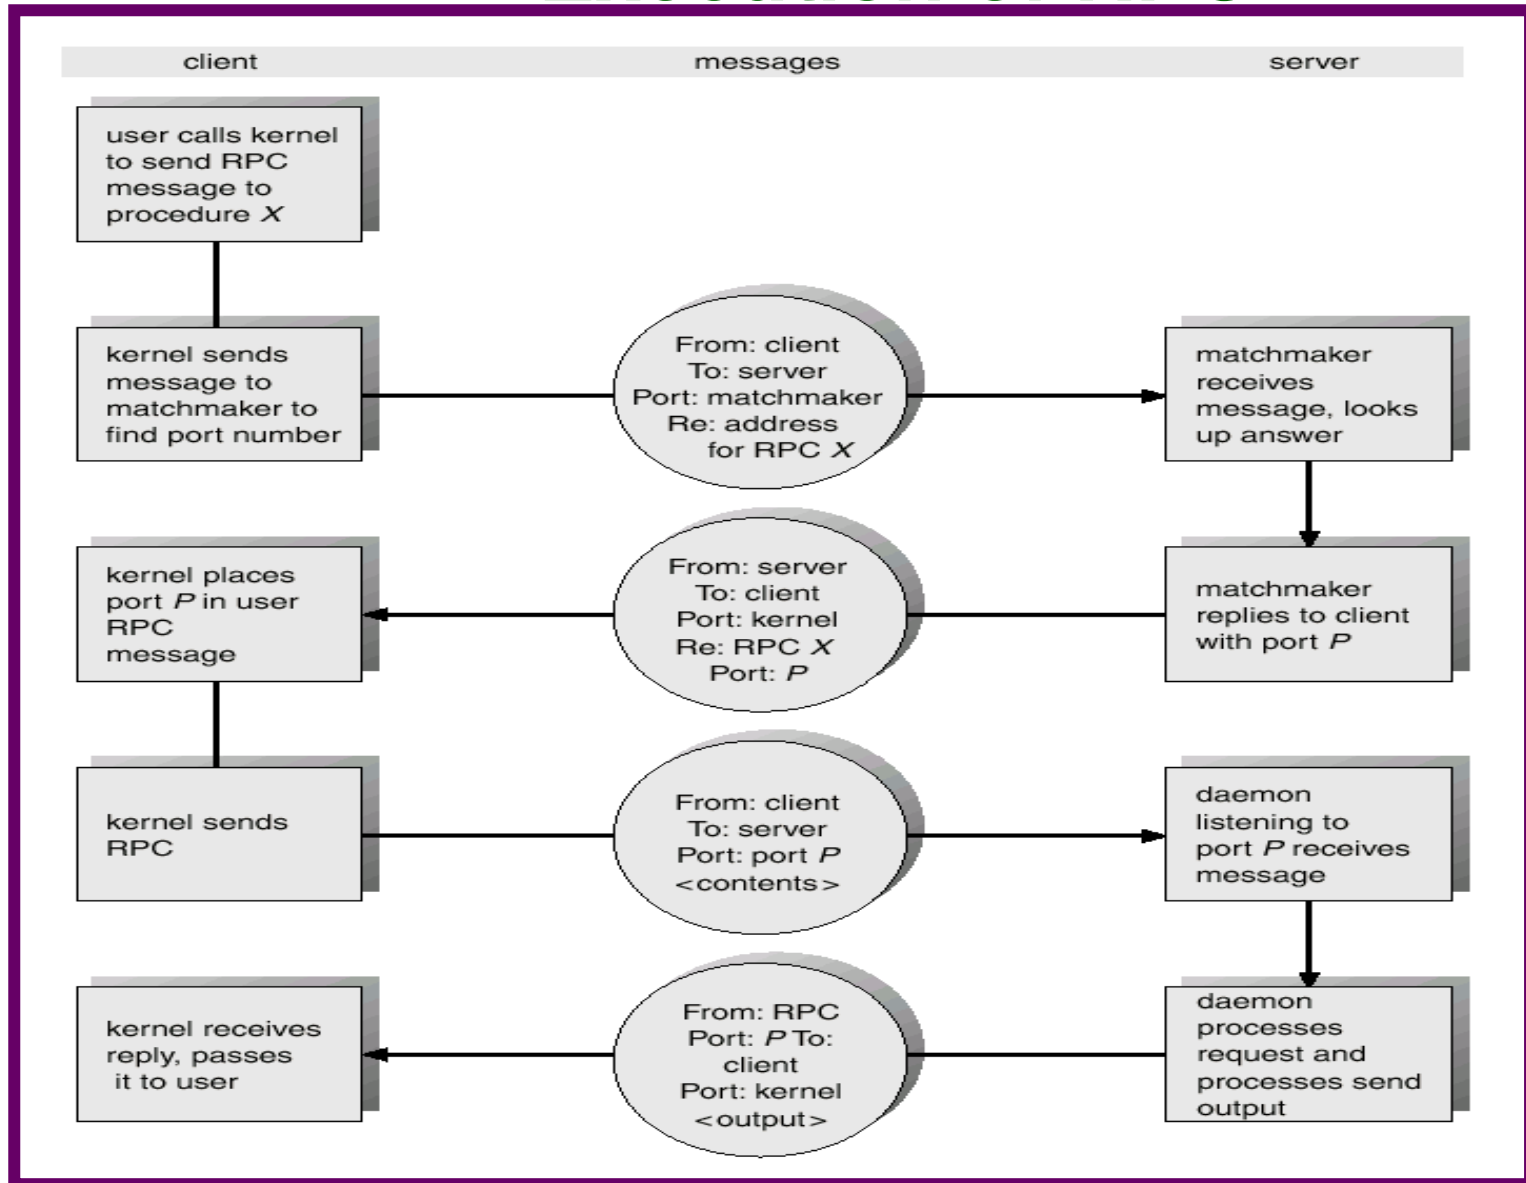 client messages server
user calls kernel
to send RPC
message to
procedure X
kernel sends
message to
matchmaker to
find port number
From: client
To: server
Port: matchmaker
Re: address
for RPC X
matchmaker
receives
message, looks
up answer
kernel places
port P in user
RPC
message
From: server
To: client
Port: kernel
Re: RPC X
Port: P
matchmaker
replies to client
with port P
kernel sends
RPC
From: client
To: server
Port: port P
<contents>
daemon
listening to
port P receives
message
kernel receives
reply, passes
it to user
From: RPC
Port: P To:
client
Port: kernel
<output>
daemon
processes
request and
processes send
output